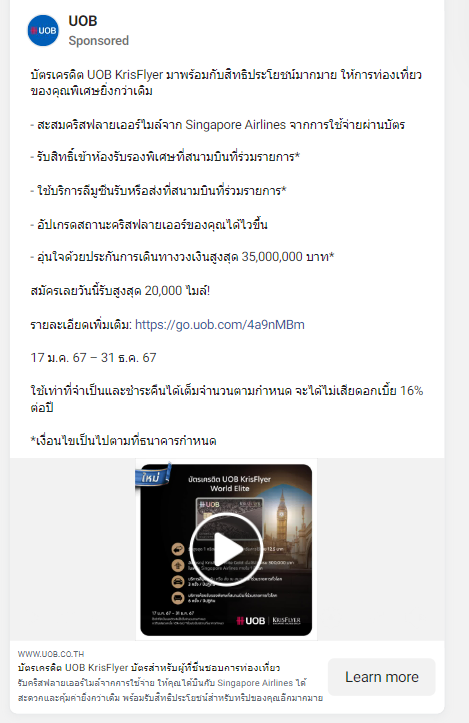 UOB
Sponsored
บัตรเครดิต UOB KrisFlyer มาพร้อมกับสิทธิประโยชน์มากมาย ให้การท่องเที่ยว
ของคุณพิเศษยิ่งกว่าเดิม
- สะสมคริสฟลายเออร์ไมล์จาก Singapore Airlines จากการใช้จ่ายผ่านบัตร
- รับสิทธิ์เข้าห้องรับรองพิเศษที่สนามบินที่ร่วมรายการ*
- ใช้บริการลีมูซีนรับหรือส่งที่สนามบินที่ร่วมรายการ*
- อัปเกรดสถานะคริสฟลายเออร์ของคุณได้ไวขึ้น
- อุ่นใจด้วยประกันการเดินทางวงเงินสูงสุด 35,000,000 บาท*
สมัครเลยวันนี้รับสูงสุด 20,000 ไมล์!
รายละเอียดเพิ่มเติม: https://go.uob.com/4a9nMBm
17 ม.ค. 67 – 31 ธ.ค. 67
ใช้เท่าที่จำเป็นและชำระคืนได้เต็มจำนวนตามกำหนด จะได้ไม่เสียดอกเบี้ย 16%
ต่อปี
*เงื่อนไขเป็นไปตามที่ธนาคารกำหนด
ใหม่
บัตรเครดิต UOB KrisFlyer
World Elite
UOB
17 ม.ค. 67 - 31 ธ.ค. 67
UOB KRISFLYER
WWW.UOB.CO.TH
บัตรเครดิต UOB KrisFlyer บัตรสำหรับผู้ที่ชื่นชอบการท่องเที่ยว
รับคริสฟลายเออร์ไมล์จากการใช้จ่าย ให้คุณได้บินกับ Singapore Airlines ได้
สะดวกและคุ้มค่ายิ่งกว่าเดิม พร้อมรับสิทธิประโยชน์สำหรับทริปของคุณอีกมากมาย
Learn more